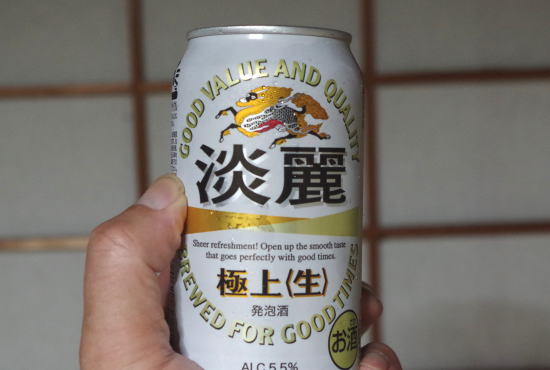 GOOD VALUE AND QUALITY
淡麗
Sheer refreshment! Open up the smooth taste
that goes perfectly with good times.
極上〈生〉
発泡酒
BREWED FOR GOOD TIMES
お酒
ALC.5.5%